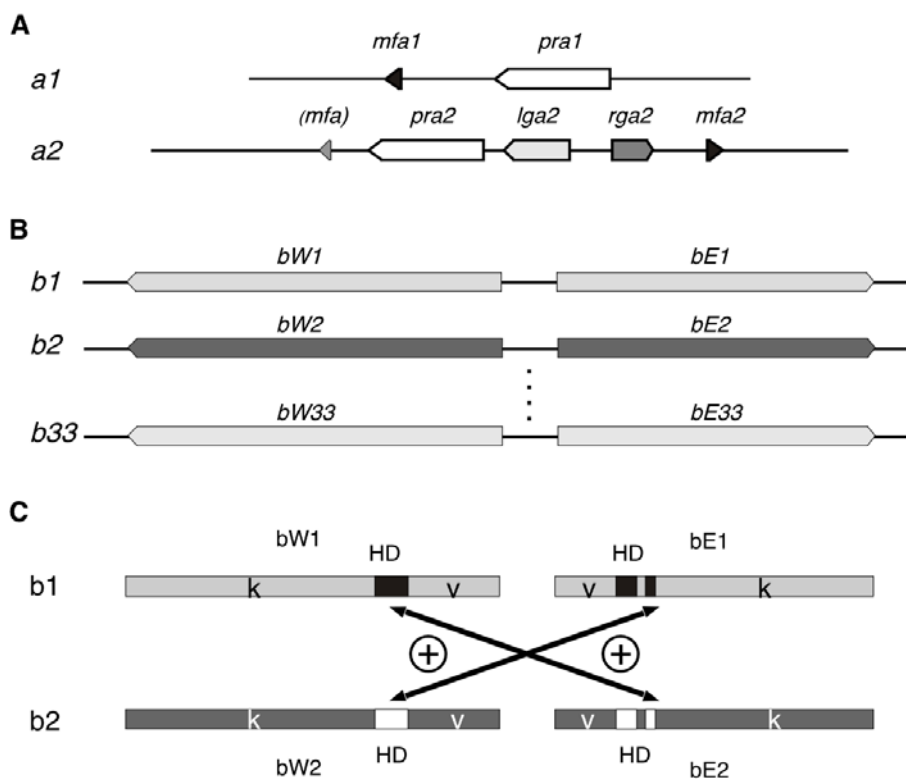 A
mfa1 pra1
a1
(mfa) pra2 lga2 rga2 mfa2
a2
B
bW1 bE1
b1
bW2 bE2
b2
bW33 bE33
b33
C
bW1 bE1
HD HD
b1 k v v k
+ +
b2 k v v k
HD HD
bW2 bE2